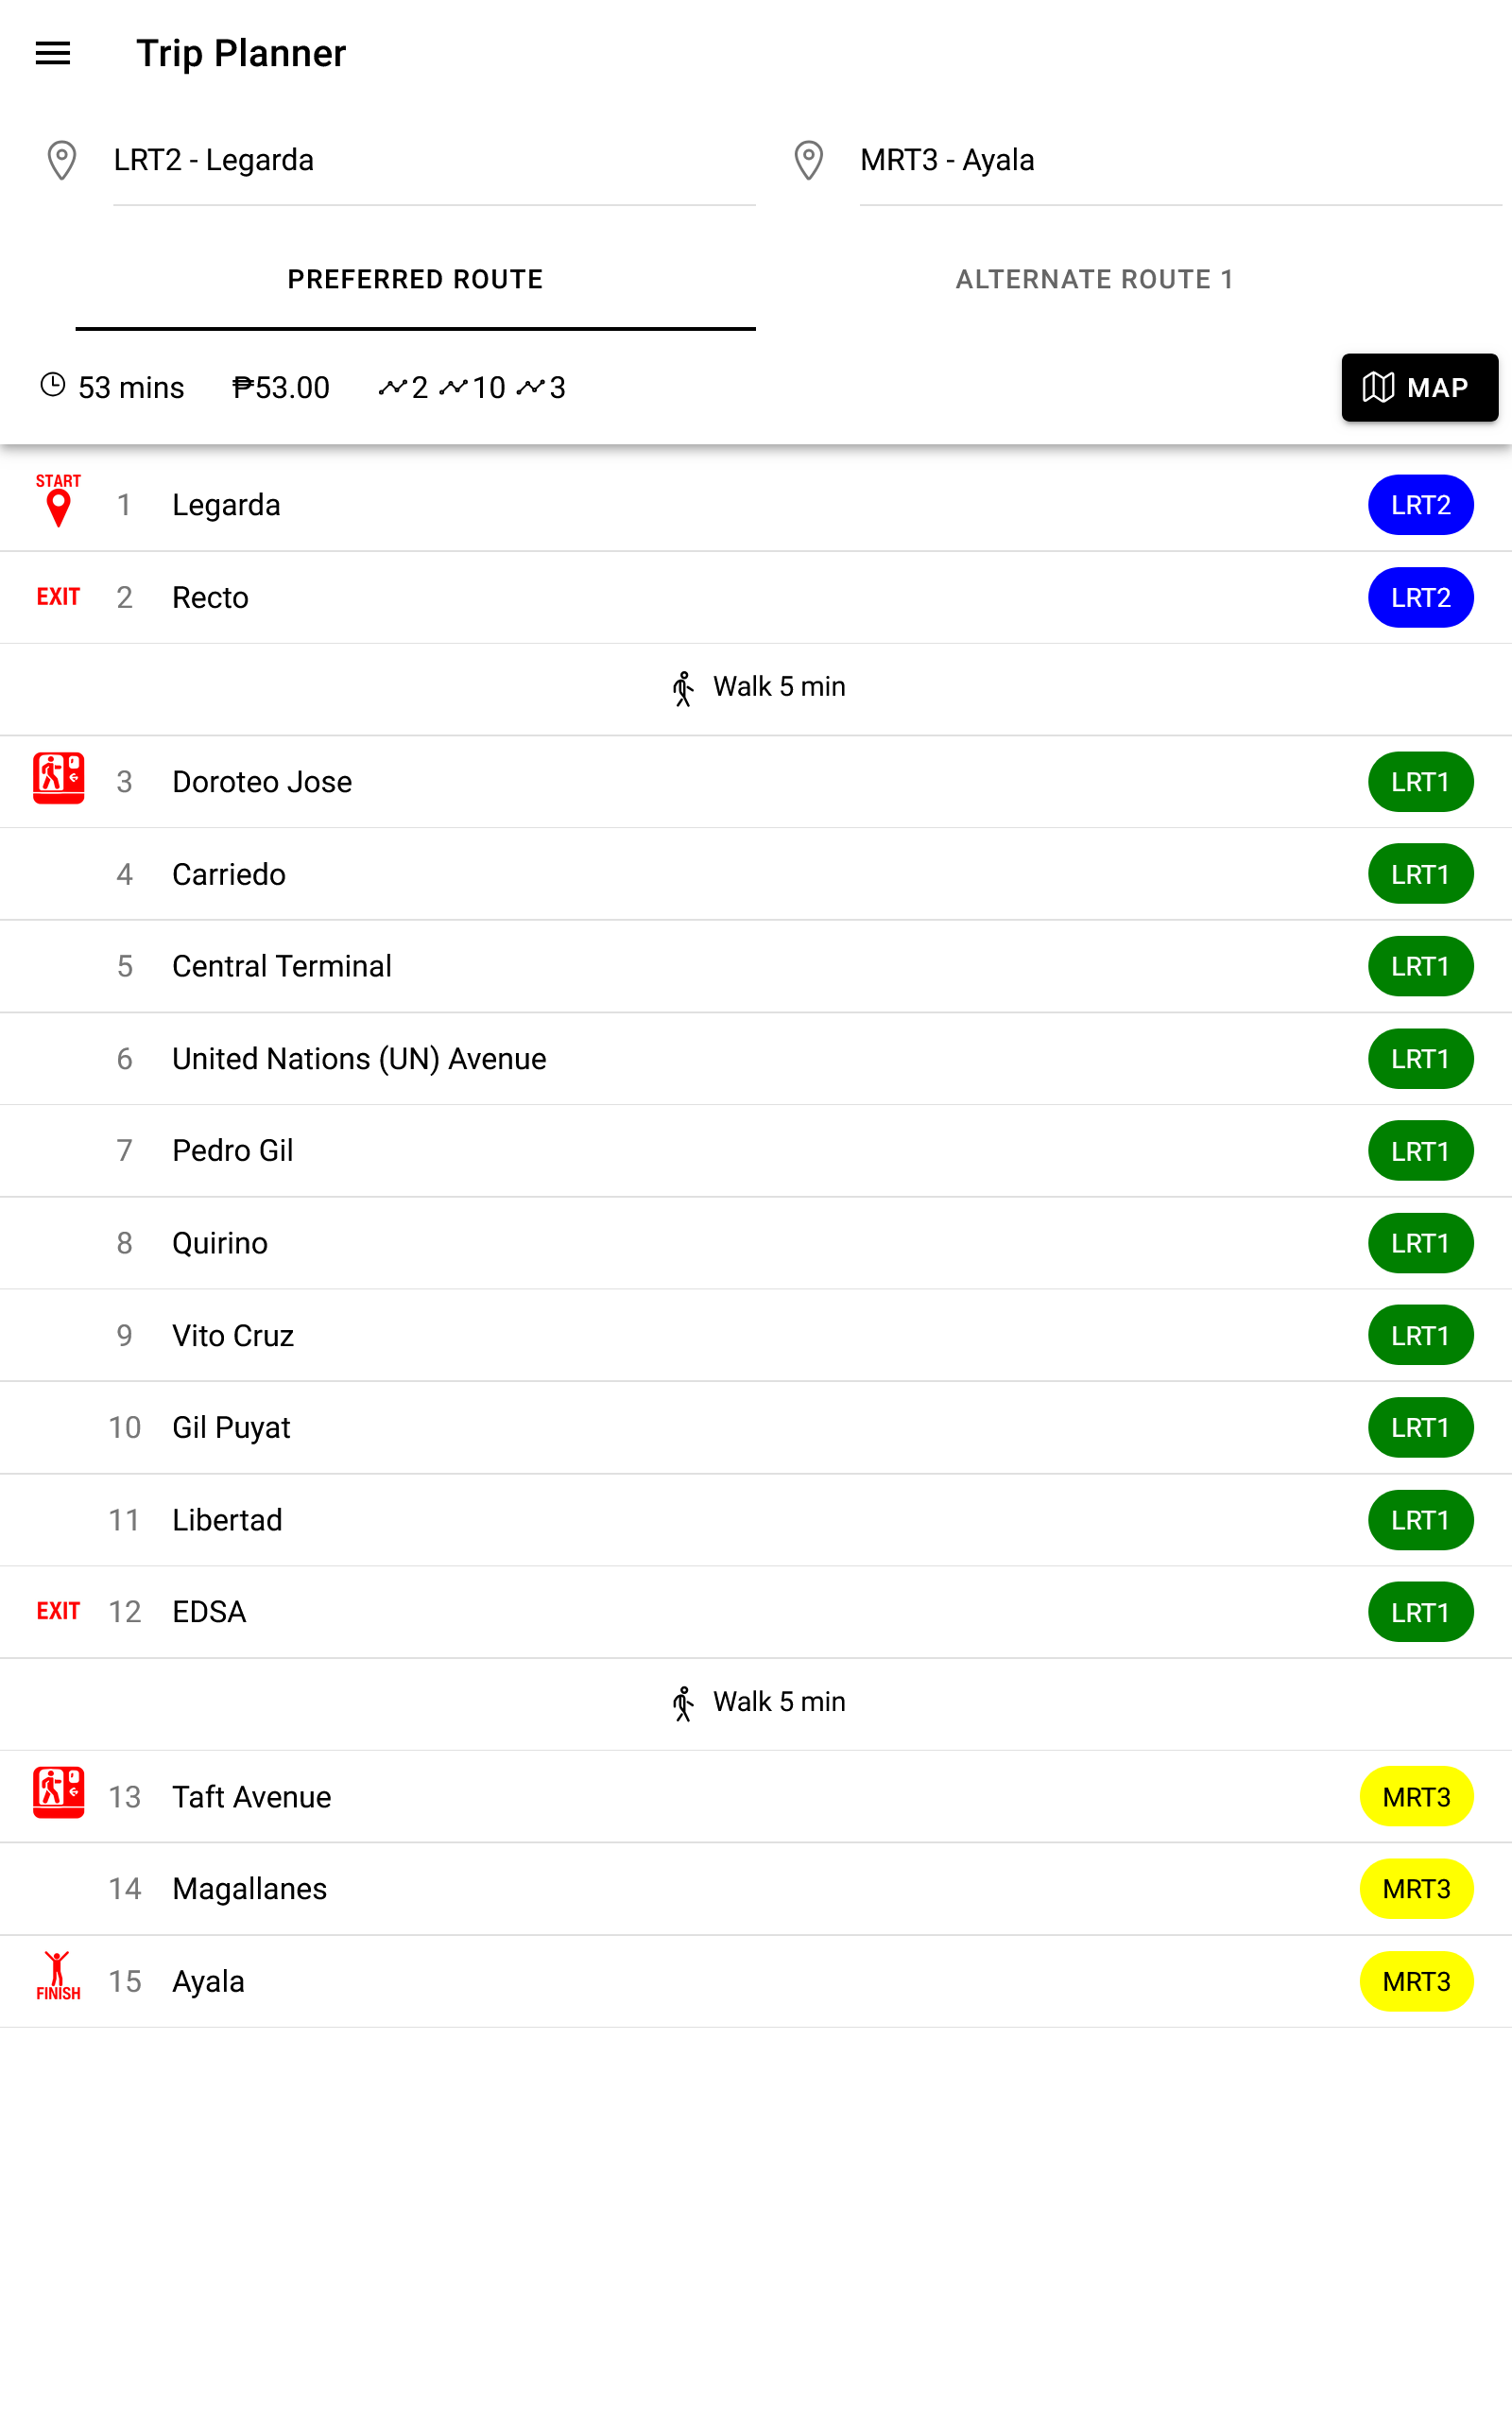 Trip Planner
LRT2 - Legarda
MRT3 - Ayala
PREFERRED ROUTE
ALTERNATE ROUTE 1
53 mins ₱53.00 2 10 3
MAP
START
1 Legarda LRT2
EXIT 2 Recto LRT2
Walk 5 min
3 Doroteo Jose LRT1
4 Carriedo LRT1
5 Central Terminal LRT1
6 United Nations (UN) Avenue LRT1
7 Pedro Gil LRT1
8 Quirino LRT1
9 Vito Cruz LRT1
10 Gil Puyat LRT1
11 Libertad LRT1
EXIT 12 EDSA LRT1
Walk 5 min
13 Taft Avenue MRT3
14 Magallanes MRT3
15 Ayala MRT3
FINISH